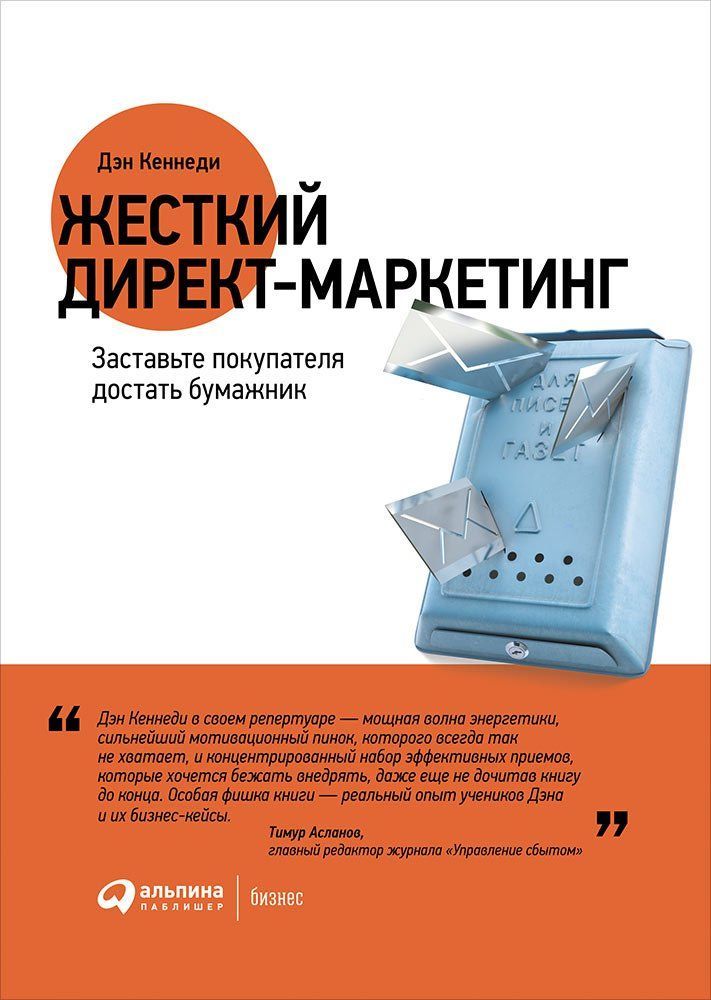 Дэн Кеннеди
ЖЕСТКИЙ
ДИРЕКТ-МАРКЕТИНГ
Заставьте покупателя
достать бумажник
ДЛЯ
ПИСЕ
И
ГАЗЕТ
“ Дэн Кеннеди в своем репертуаре — мощная волна энергетики,
сильнейший мотивационный пинок, которого всегда так
не хватает, и концентрированный набор эффективных приемов,
которые хочется бежать внедрять, даже еще не дочитав книгу
до конца. Особая фишка книги — реальный опыт учеников Дэна
и их бизнес-кейсы. ”
Тимур Асланов,
главный редактор журнала «Управление сбытом»
альпина
ПАБЛИШЕР
бизнес